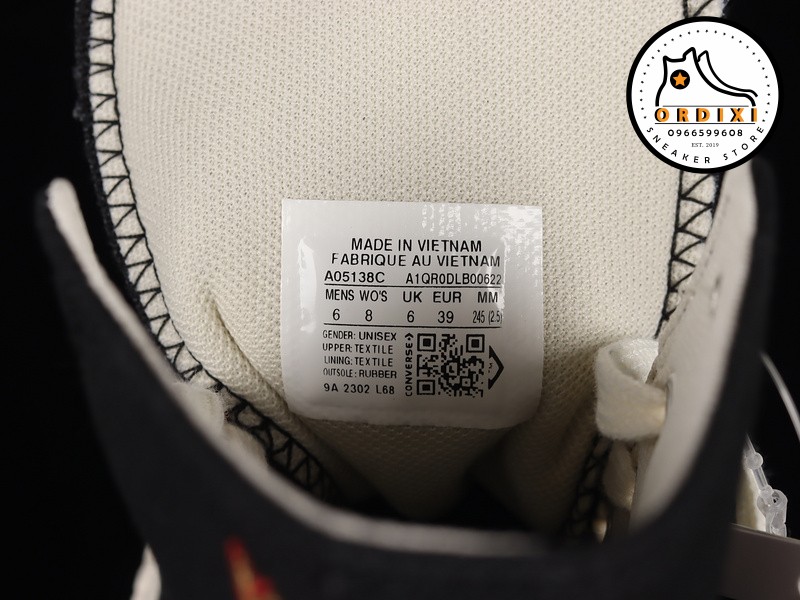 ORDIXI
0966599608
EST. 2019
SNEAKER STORE
MADE IN VIETNAM
FABRIQUE AU VIETNAM
A05138C A1QR0DLB00622
MENS WO'S UK EUR MM
6 8 6 39 245 (2.5)
GENDER: UNISEX
UPPER: TEXTILE
LINING: TEXTILE
OUTSOLE: RUBBER
9A 2302 L68
CONVERSE